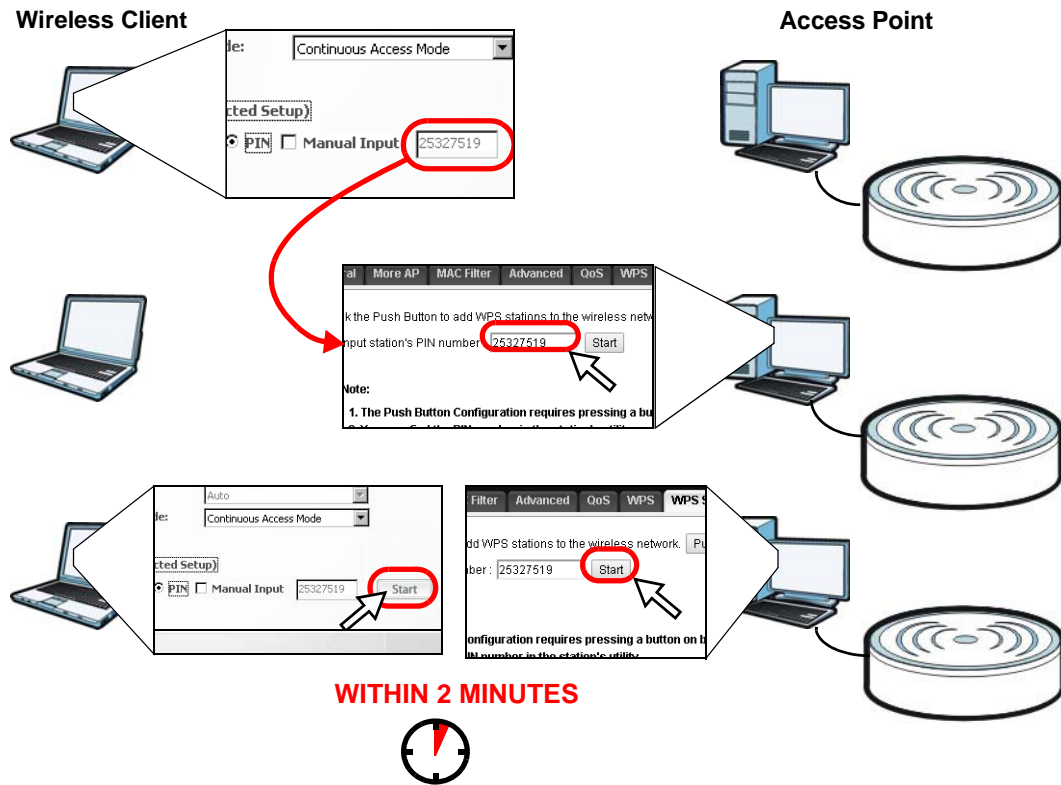 Wireless Client
Access Point
de:
Continuous Access Mode
cted Setup)
PIN Manual Input 25327519
ral More AP MAC Filter Advanced QoS WPS
k the Push Button to add WPS stations to the wireless netw
nput station's PIN number 25327519 Start
Note:
1. The Push Button Configuration requires pressing a bu
Auto
de:
Continuous Access Mode
cted Setup)
PIN Manual Input 25327519 Start
Filter Advanced QoS WPS WPS S
dd WPS stations to the wireless network. Pu
ber : 25327519 Start
onfiguration requires pressing a button on b
PIN number in the station's utility
WITHIN 2 MINUTES